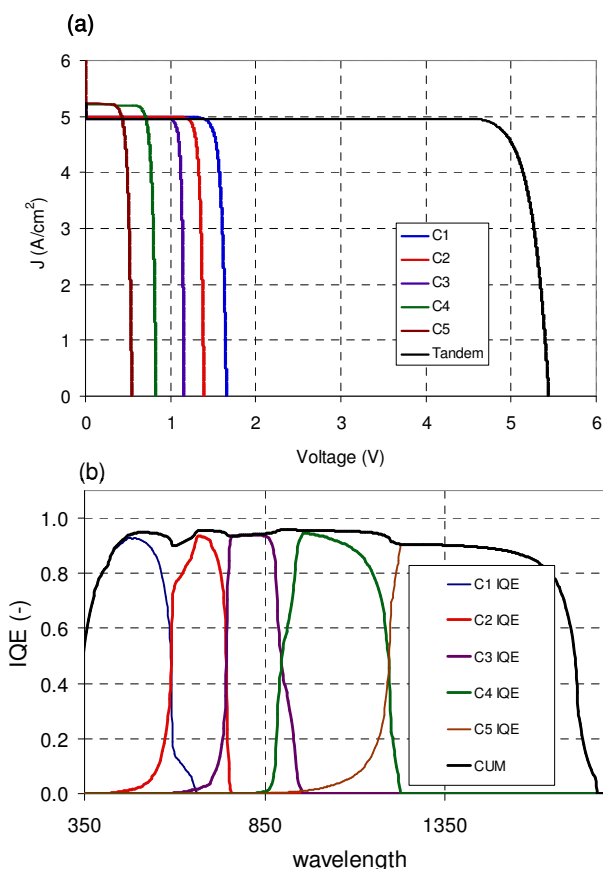 (a)
6
5
4
3
2
1
0
J (A/cm²)
C1
C2
C3
C4
C5
Tandem
0 1 2 3 4 5 6
Voltage (V)
(b)
1.0
0.8
0.6
0.4
0.2
0.0
IQE (-)
C1 IQE
C2 IQE
C3 IQE
C4 IQE
C5 IQE
CUM
350 850 1350
wavelength